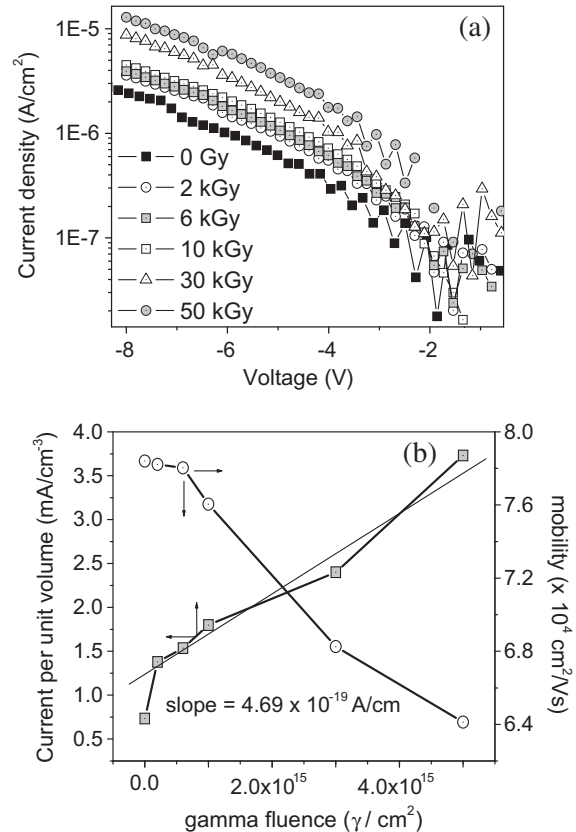 (a)
1E-5
1E-6
1E-7
Current density (A/cm²)
0 Gy
2 kGy
6 kGy
10 kGy
30 kGy
50 kGy
-8 -6 -4 -2
Voltage (V)
(b)
4.0 8.0
3.5
3.0 7.6
2.5
2.0 7.2
1.5
1.0 6.8
0.5 6.4
Current per unit volume (mA/cm⁻³)
mobility
(x 10⁴ cm²/Vs)
slope = 4.69 x 10⁻¹⁹ A/cm
0.0 2.0x10¹⁵ 4.0x10¹⁵
gamma fluence (γ/ cm²)